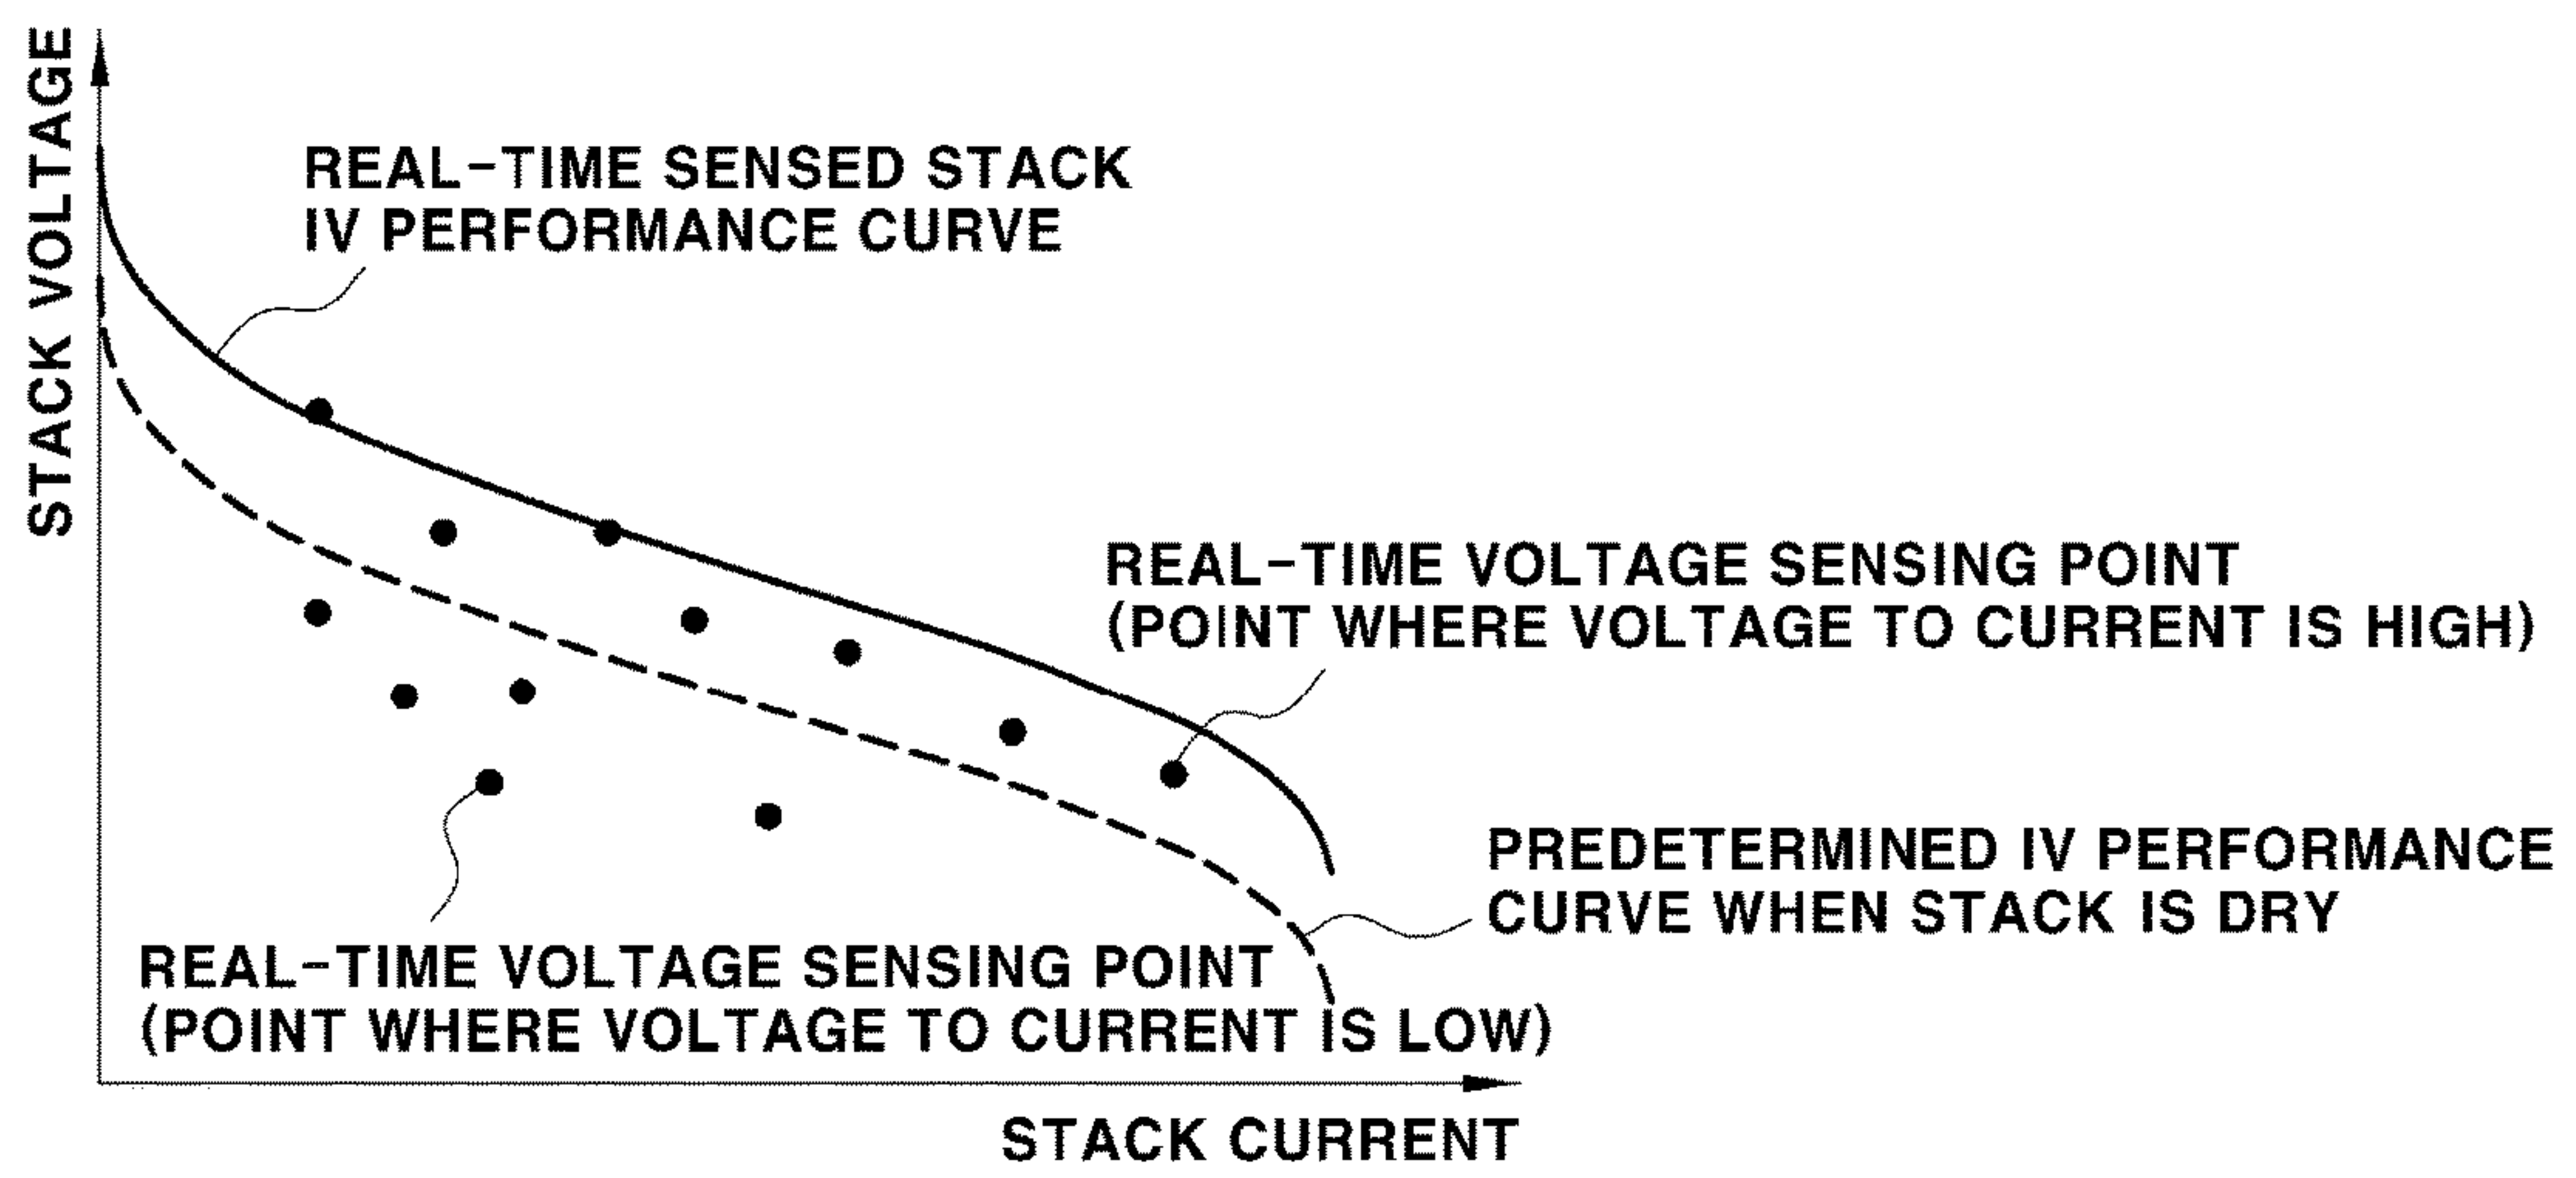 STACK VOLTAGE
REAL-TIME SENSED STACK
IV PERFORMANCE CURVE
REAL-TIME VOLTAGE SENSING POINT
(POINT WHERE VOLTAGE TO CURRENT IS HIGH)
PREDETERMINED IV PERFORMANCE
CURVE WHEN STACK IS DRY
REAL-TIME VOLTAGE SENSING POINT
(POINT WHERE VOLTAGE TO CURRENT IS LOW)
STACK CURRENT